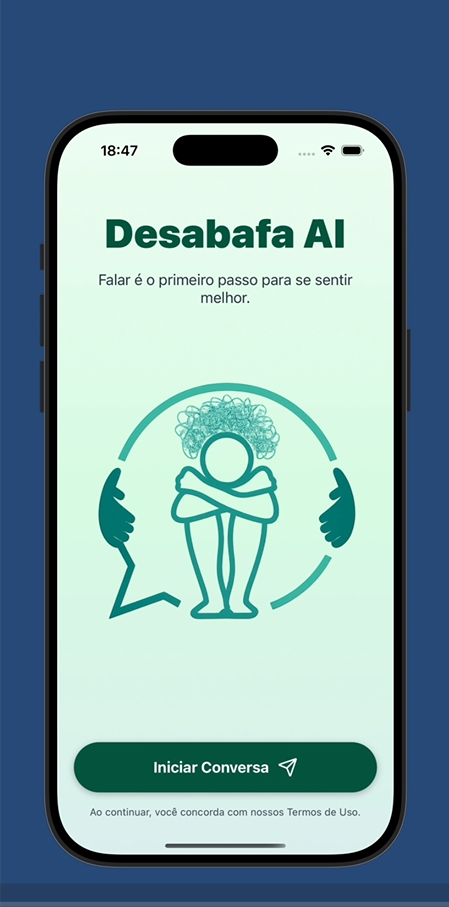 18:47
Desabafa AI
Falar é o primeiro passo para se sentir
melhor.
Iniciar Conversa
Ao continuar, você concorda com nossos Termos de Uso.